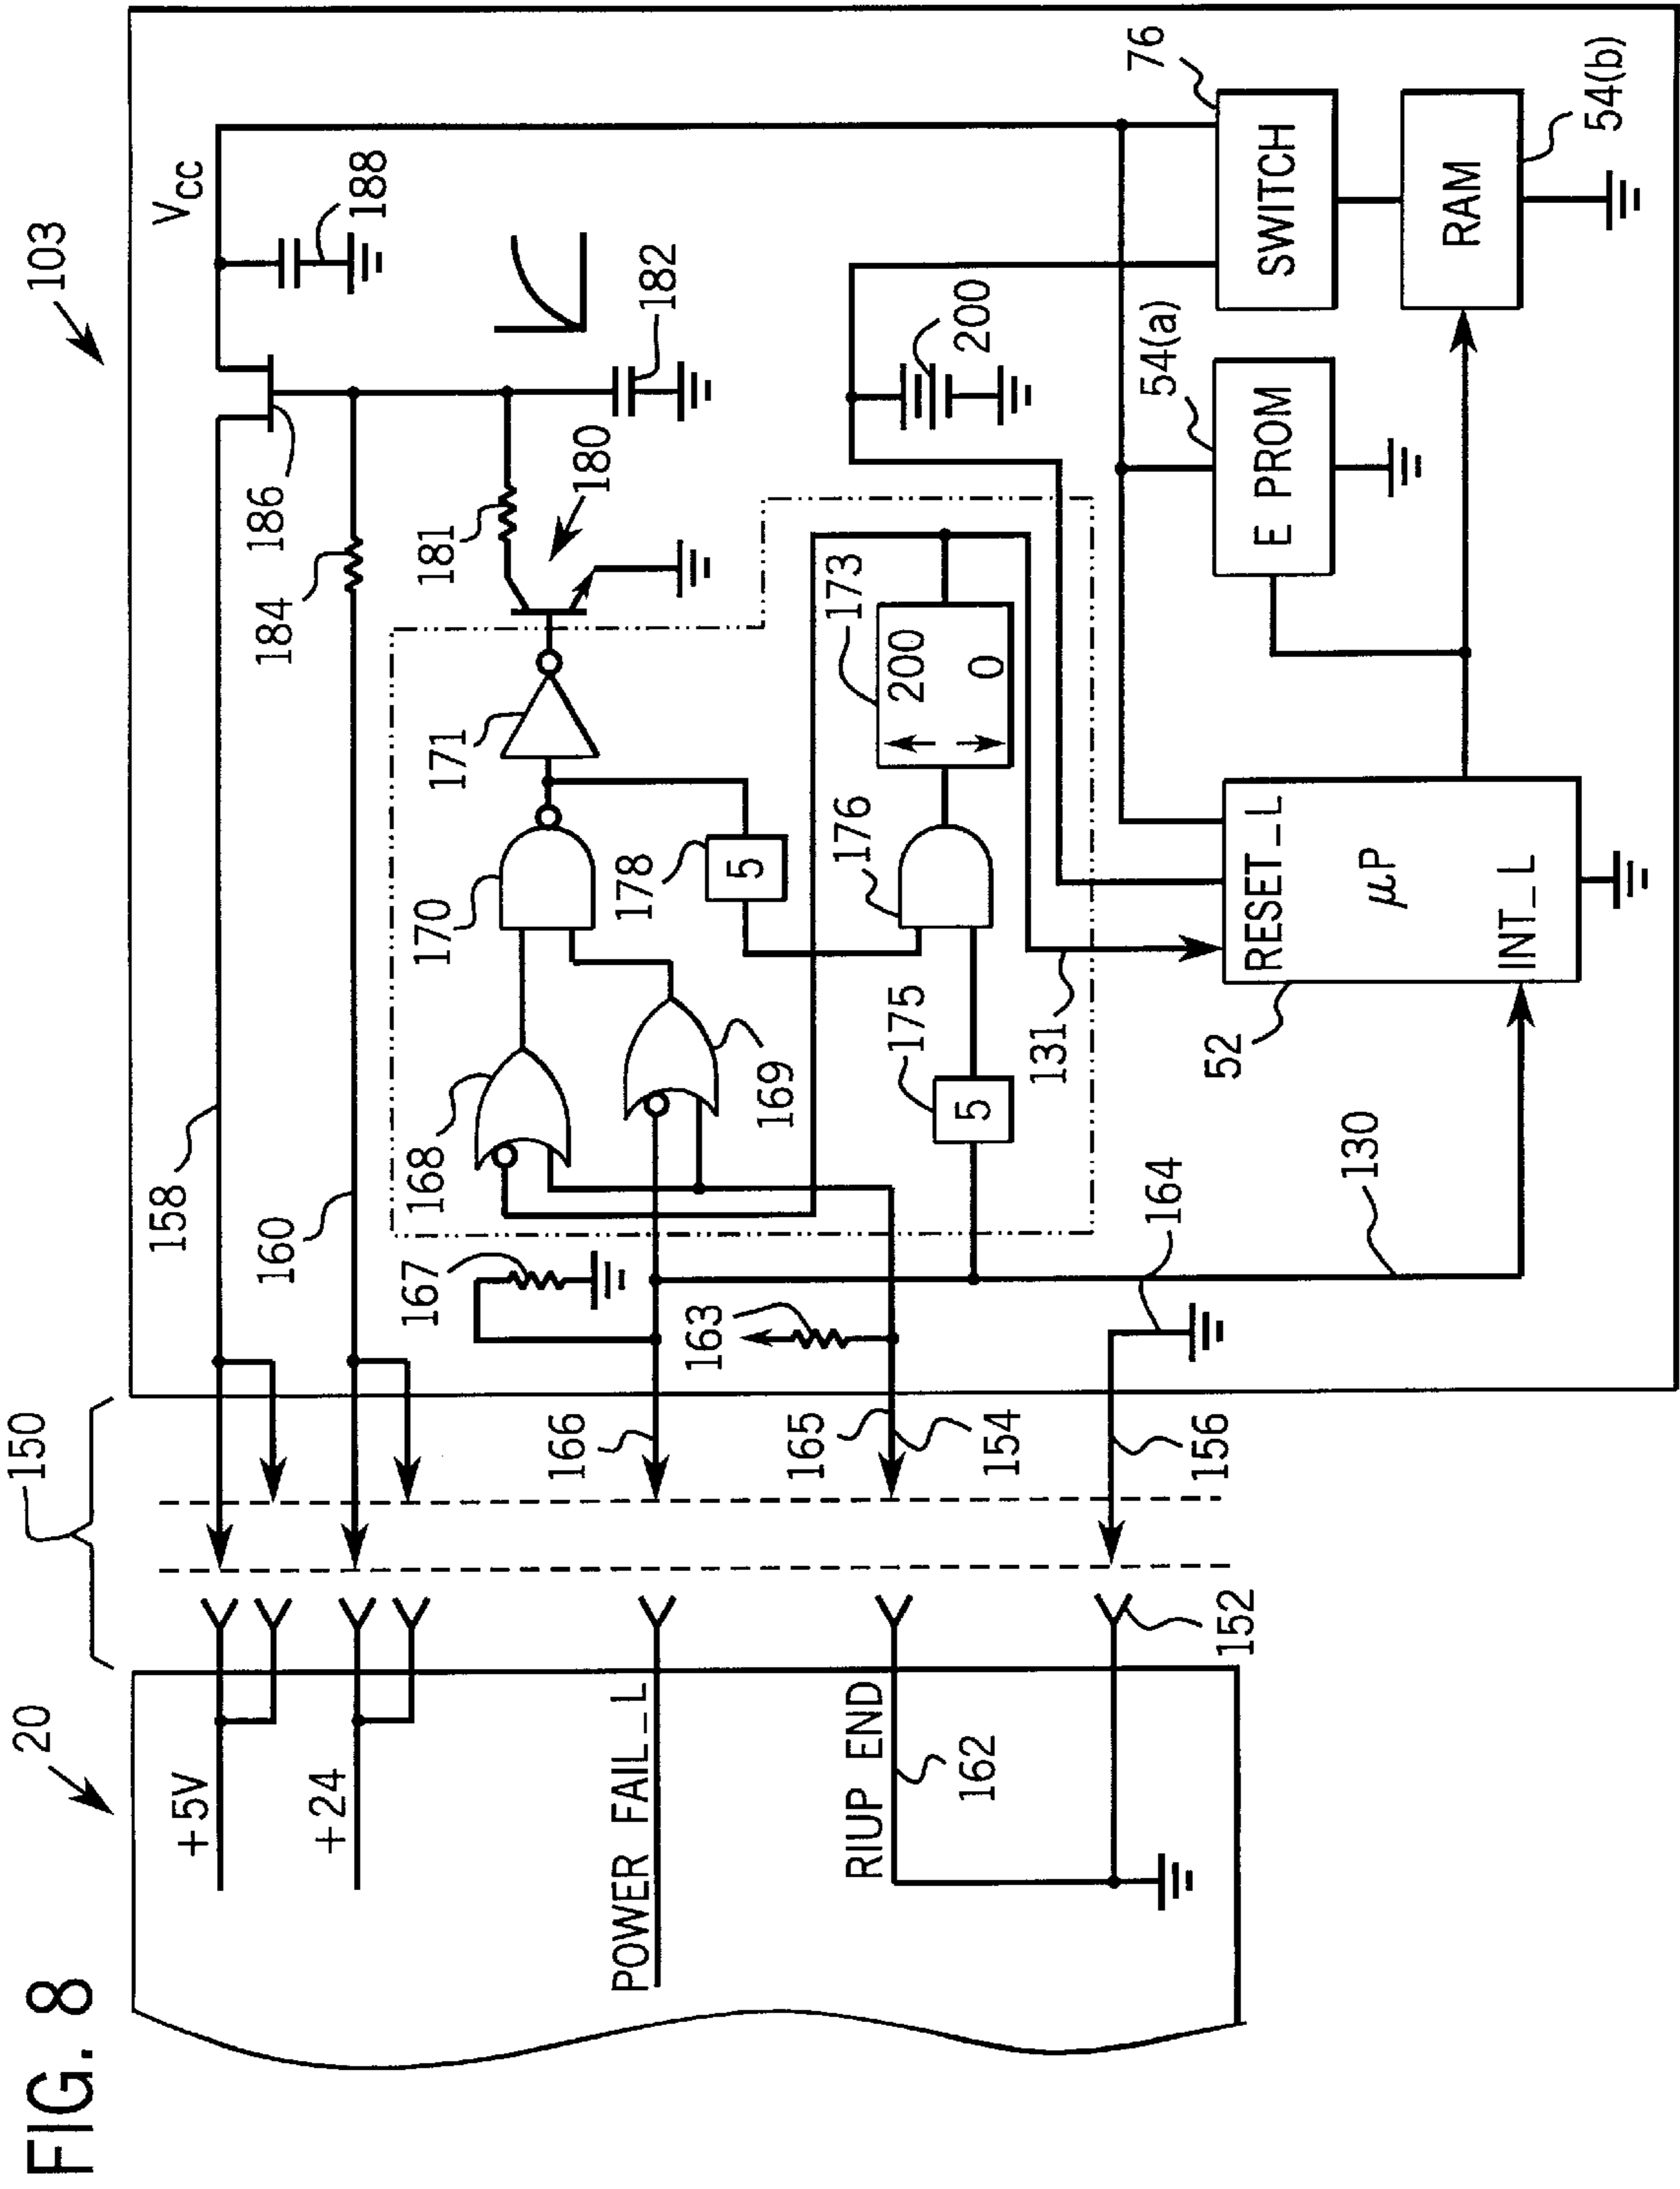 FIG. 8
20
150
103
+5V
+24
POWER FAIL_L
RIUP END
162
152
158
160
166
165
154
156
167
163
164
130
184
186
VCC
188
181
180
182
168
169
170
171
178
5
175
5
176
173
200
0
131
200
52
RESET_L
μP
INT_L
54(a)
E PROM
76
SWITCH
RAM
54(b)